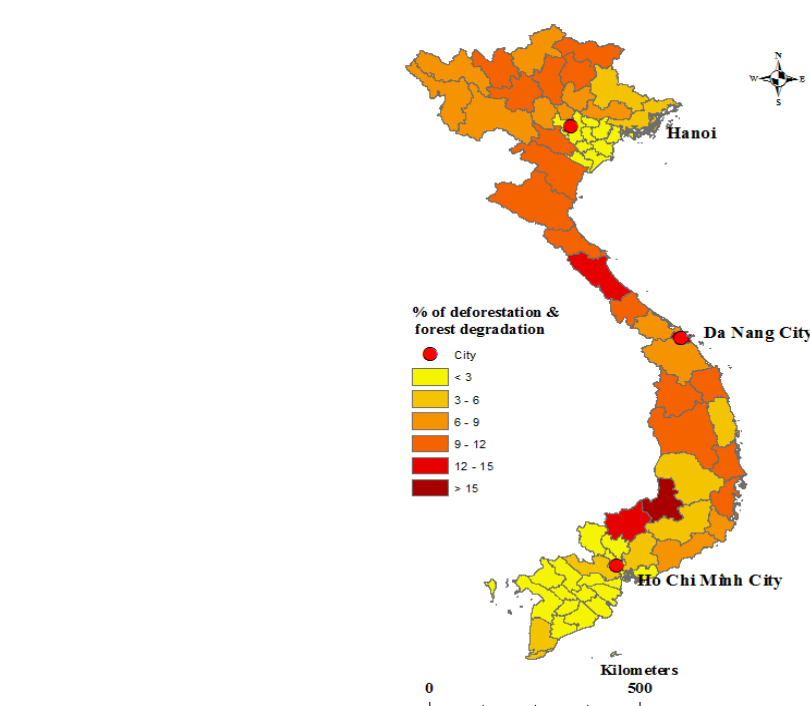 N
W E
S
Hanoi
% of deforestation &
forest degradation
City
< 3
3 - 6
6 - 9
9 - 12
12 - 15
> 15
Da Nang City
Ho Chi Minh City
Kilometers
0 500